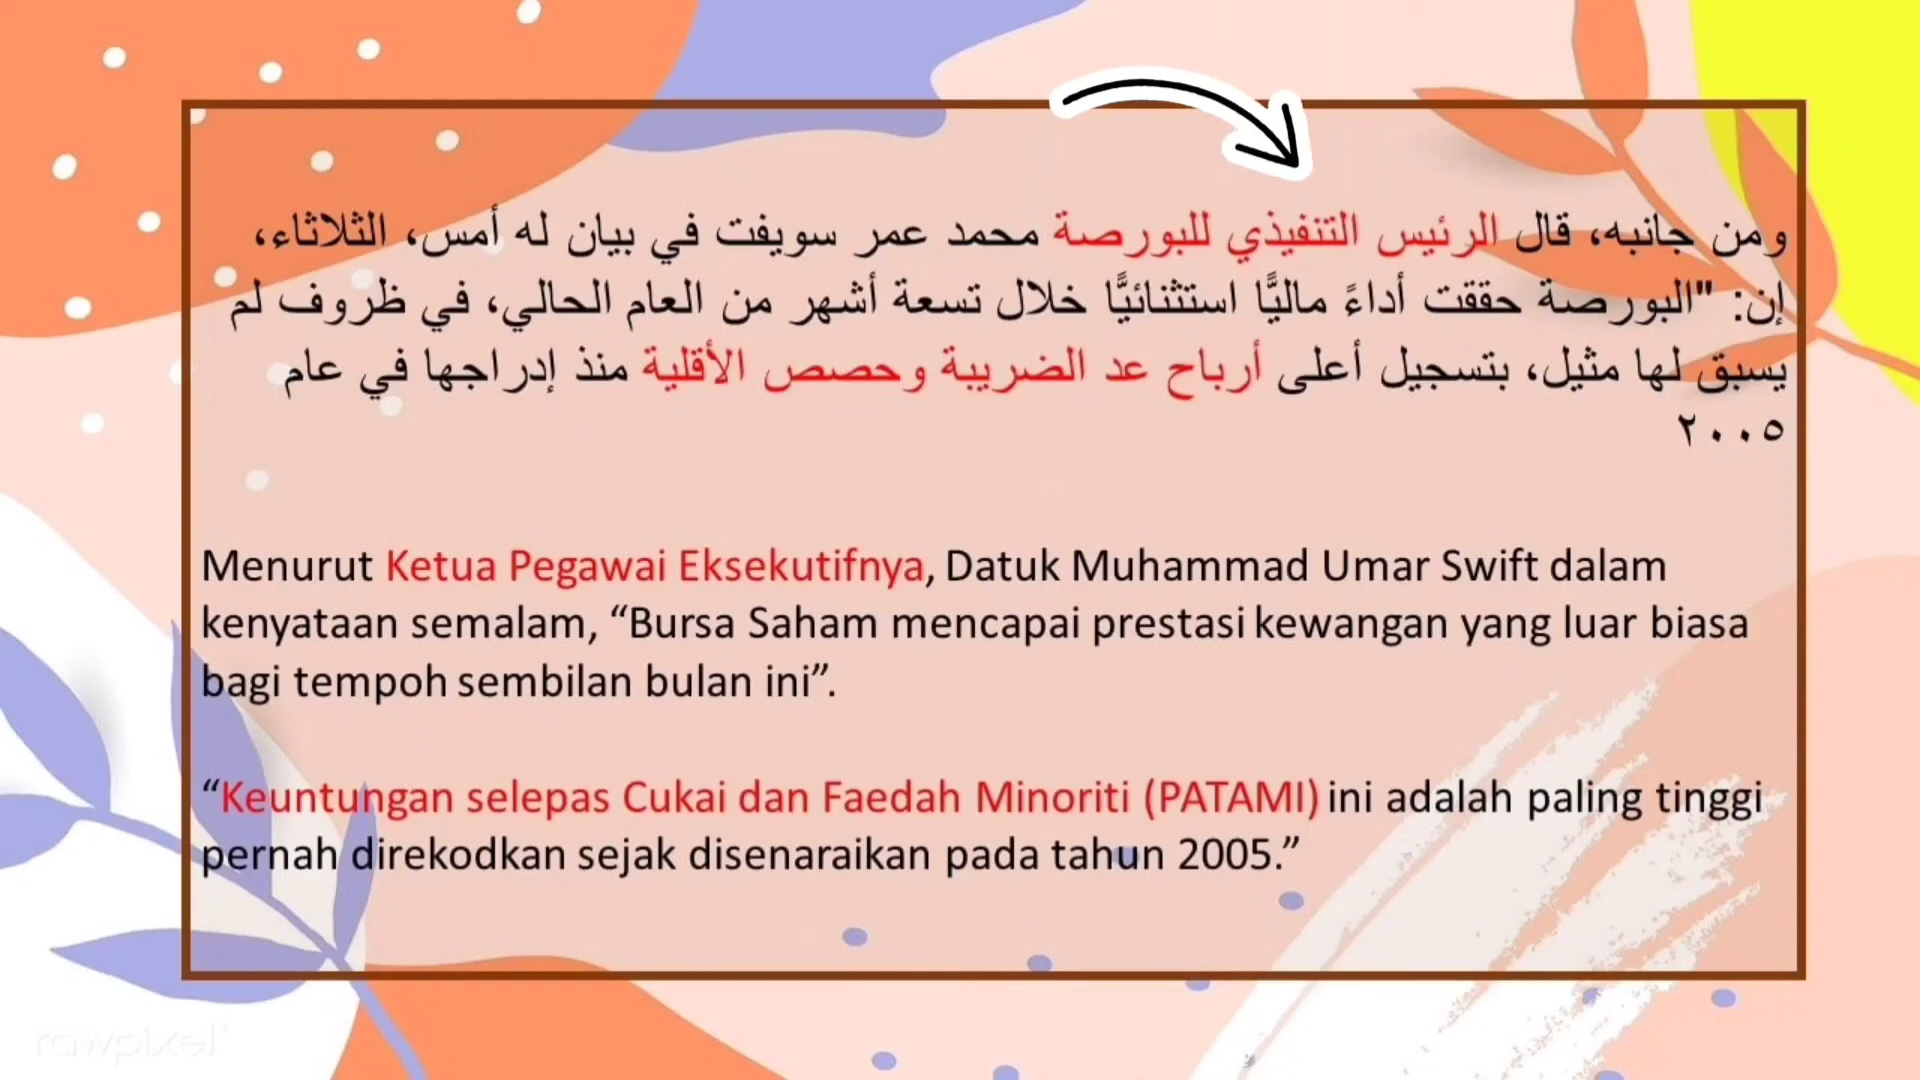 ومن جانبه، قال الرئيس التنفيذي للبورصة محمد عمر سويفت في بيان له أمس، الثلاثاء،
إن: "البورصة حققت أداءً ماليًّا استثنائيًّا خلال تسعة أشهر من العام الحالي، في ظروف لم
يسبق لها مثيل، بتسجيل أعلى أرباح عد الضريبة وحصص الأقلية منذ إدراجها في عام
٢٠٠٥
Menurut Ketua Pegawai Eksekutifnya, Datuk Muhammad Umar Swift dalam
kenyataan semalam, “Bursa Saham mencapai prestasi kewangan yang luar biasa
bagi tempoh sembilan bulan ini”.
“Keuntungan selepas Cukai dan Faedah Minoriti (PATAMI) ini adalah paling tinggi
pernah direkodkan sejak disenaraikan pada tahun 2005.”
rawpixel